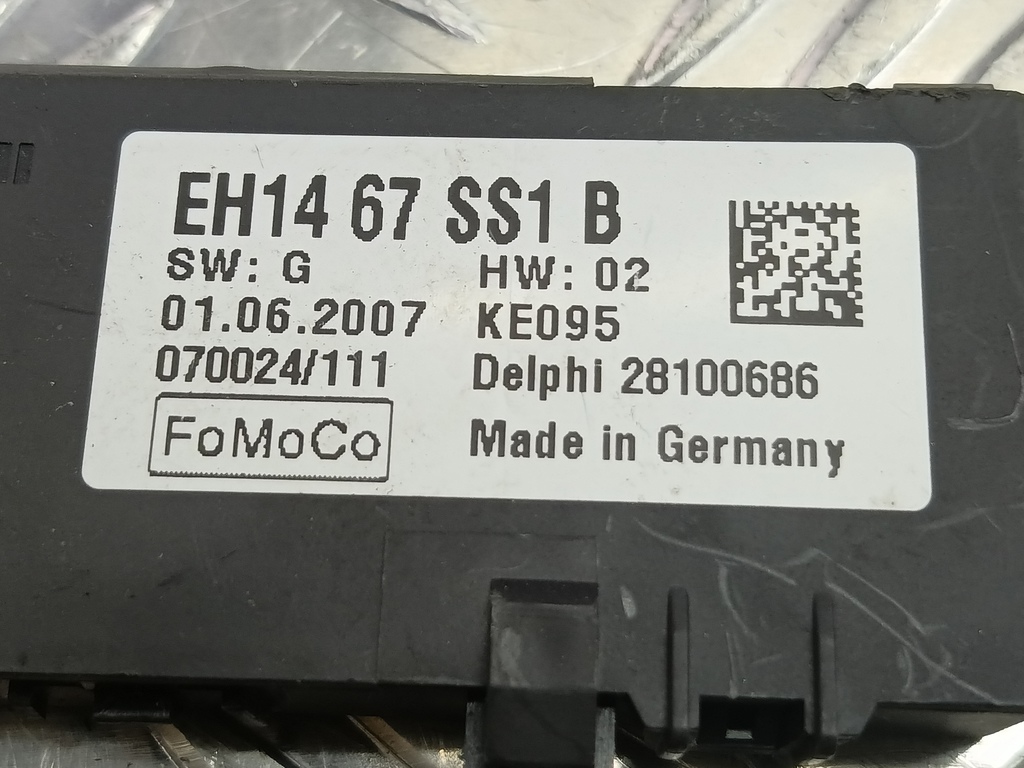 EH14 67 SS1 B
SW: G HW: 02
01.06.2007 KE095
070024/111 Delphi 28100686
FoMoCo Made in Germany